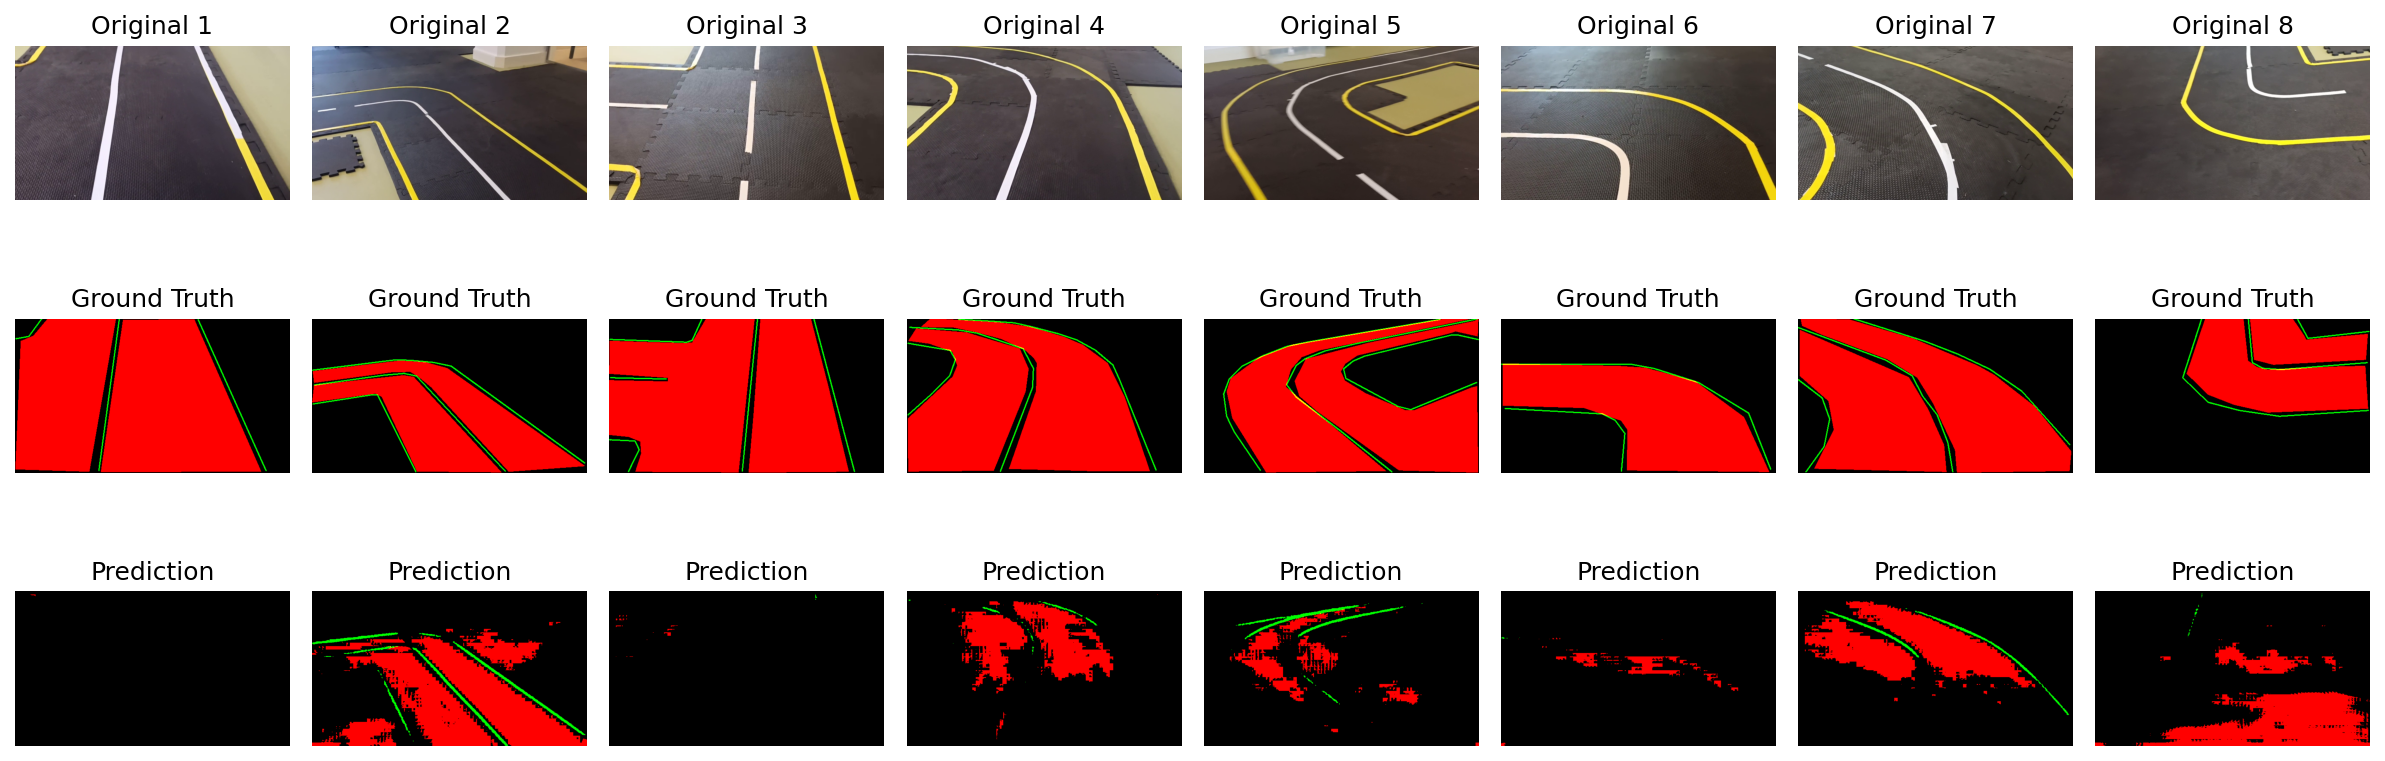 Original 1
Original 2
Original 3
Original 4
Original 5
Original 6
Original 7
Original 8
Ground Truth
Ground Truth
Ground Truth
Ground Truth
Ground Truth
Ground Truth
Ground Truth
Ground Truth
Prediction
Prediction
Prediction
Prediction
Prediction
Prediction
Prediction
Prediction